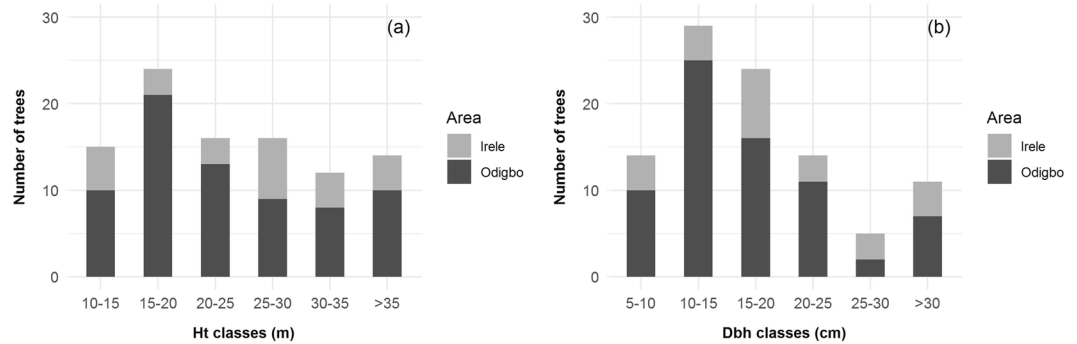 (a)
Number of trees
30
20
10
0
10-15 15-20 20-25 25-30 30-35 >35
Ht classes (m)
Area
Irele
Odigbo
(b)
Number of trees
30
20
10
0
5-10 10-15 15-20 20-25 25-30 >30
Dbh classes (cm)
Area
Irele
Odigbo